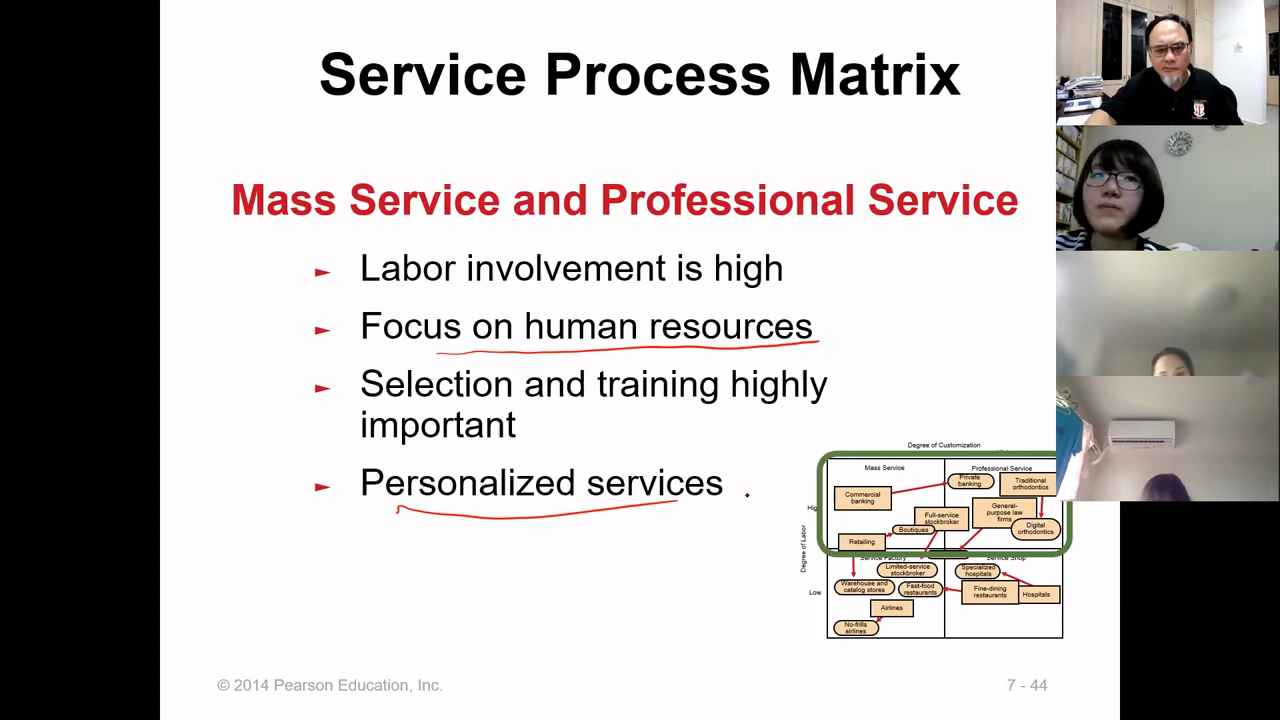 Service Process Matrix
Mass Service and Professional Service
► Labor involvement is high
► Focus on human resources
► Selection and training highly
important
► Personalized services
Degree of Customization
Mass Service
Professional Service
Commercial
banking
Private
banking
Traditional
orthodontics
Full-service
stockbroker
General-
purpose law
firms
Boutiques
Digital
orthodontics
Retailing
Degree of Labor
Service Factory
Service Shop
Limited-service
stockbroker
Specialized
hospitals
Low
Warehouse and
catalog stores
Fast-food
restaurants
Fine-dining
restaurants
Hospitals
Airlines
No-frills
airlines
© 2014 Pearson Education, Inc.
7 - 44